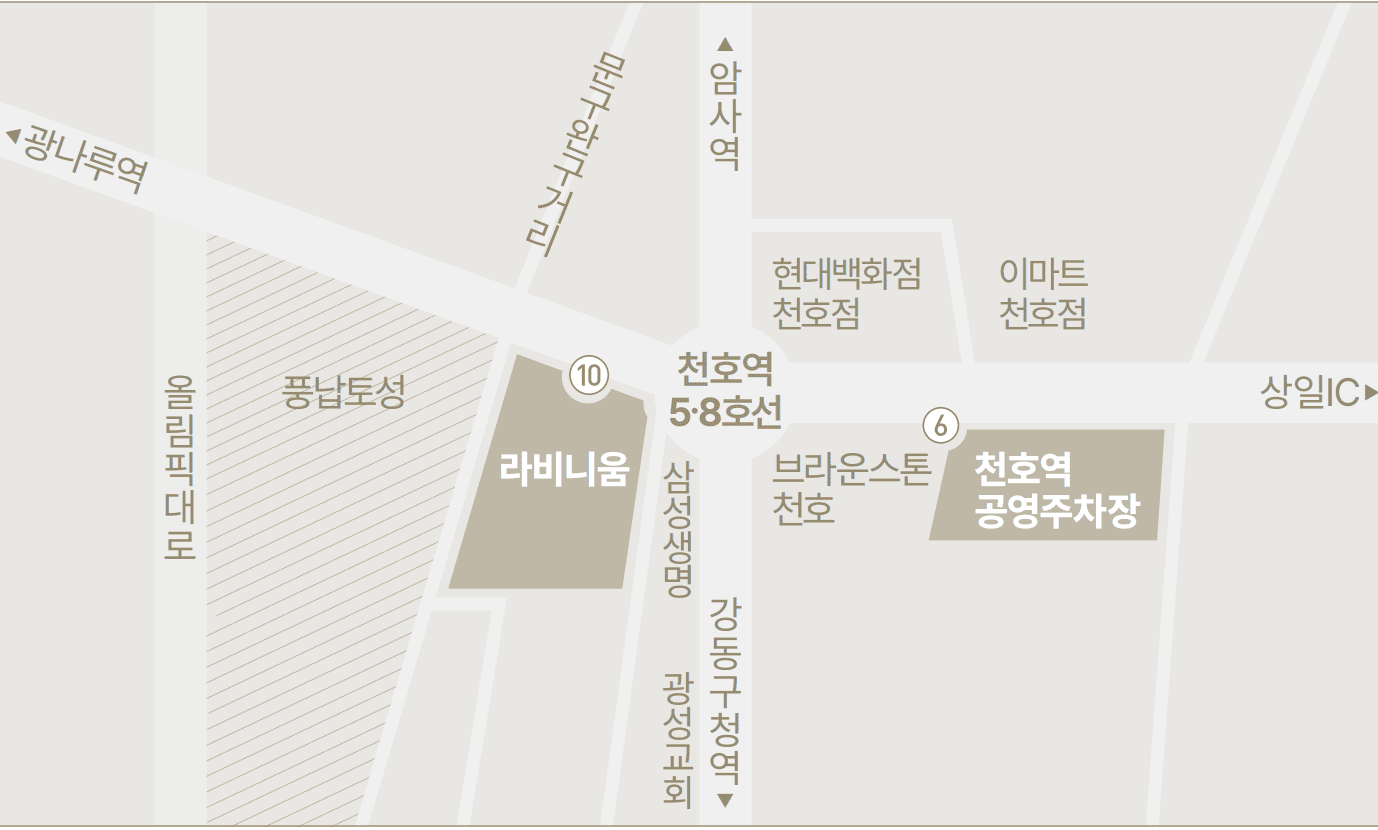 ◀광나루역
문구완구거리
▲
암사역
현대백화점
천호점
이마트
천호점
올림픽대로
풍납토성
10
천호역
5·8호선
상일IC▶
6
라비니움
삼성생명
브라운스톤
천호
천호역
공영주차장
강동구청역
▼
광성교회